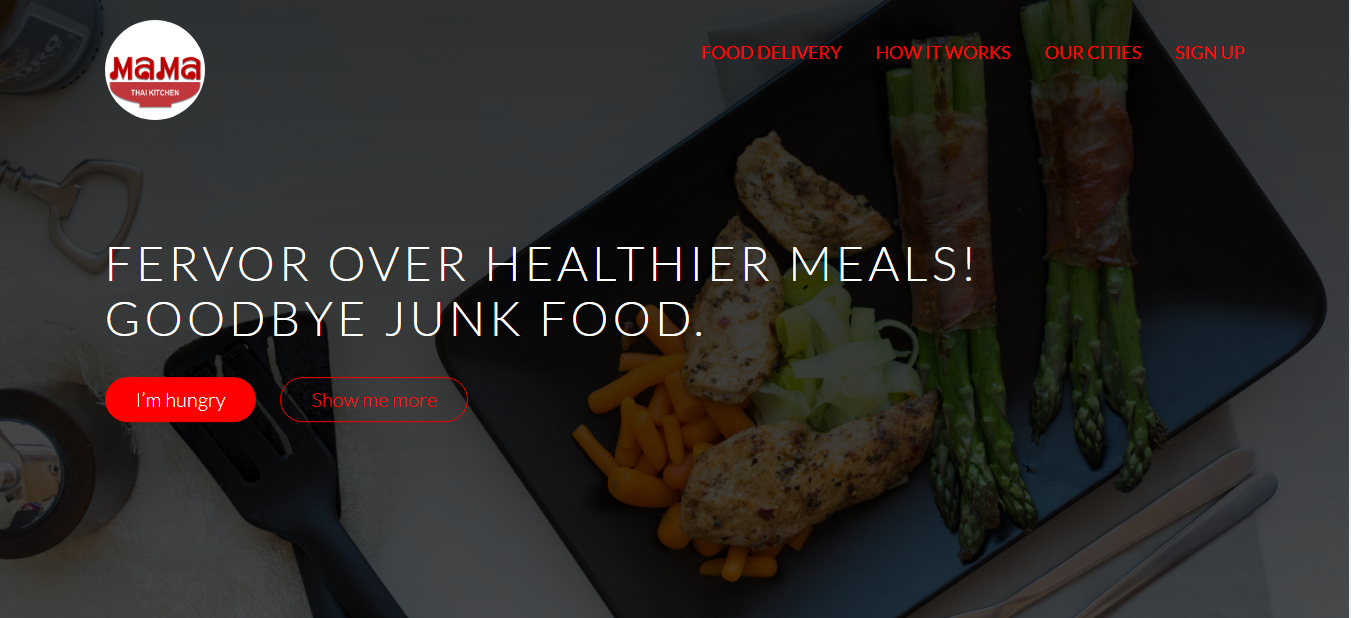 MaMa
THAI KITCHEN
FOOD DELIVERY HOW IT WORKS OUR CITIES SIGN UP
FERVOR OVER HEALTHIER MEALS!
GOODBYE JUNK FOOD.
I'm hungry Show me more